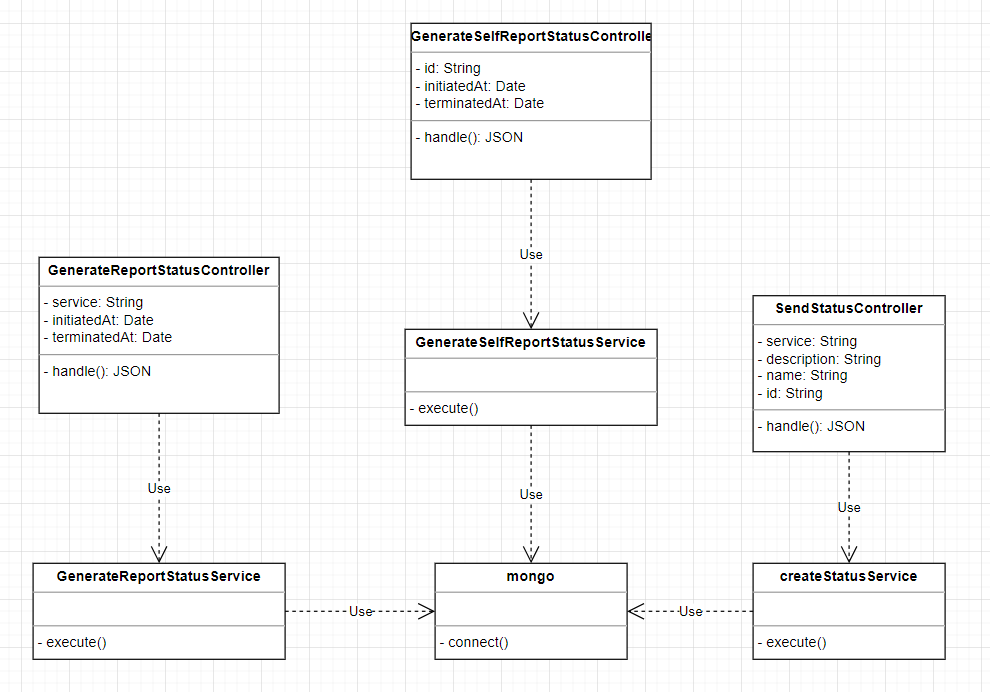 GenerateSelfReportStatusControlle
- id: String
- initiatedAt: Date
- terminatedAt: Date
- handle(): JSON
Use
GenerateReportStatusController
- service: String
- initiatedAt: Date
- terminatedAt: Date
- handle(): JSON
Use
GenerateSelfReportStatusService
- execute()
Use
SendStatusController
- service: String
- description: String
- name: String
- id: String
- handle(): JSON
Use
GenerateReportStatusService
- execute()
Use
mongo
- connect()
Use
createStatusService
- execute()